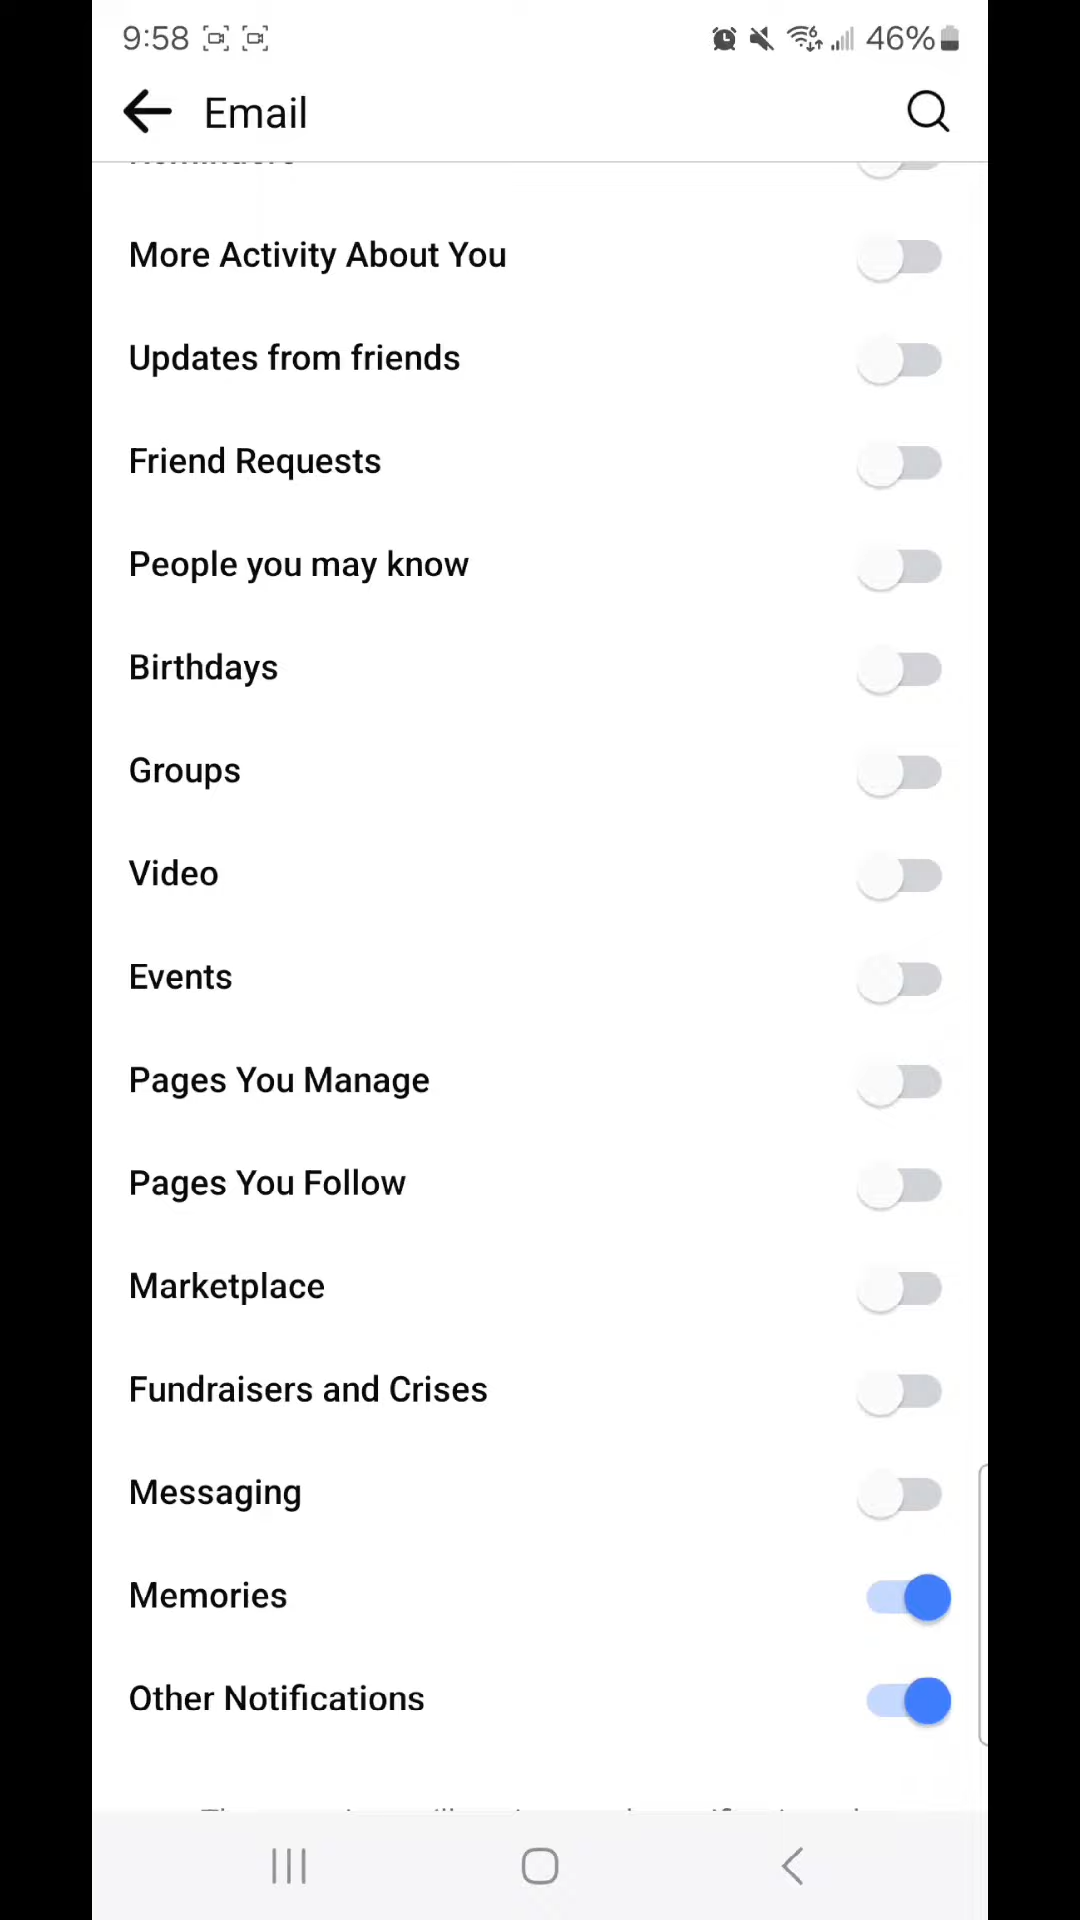 9:58 46%
Email
More Activity About You
Updates from friends
Friend Requests
People you may know
Birthdays
Groups
Video
Events
Pages You Manage
Pages You Follow
Marketplace
Fundraisers and Crises
Messaging
Memories
Other Notifications